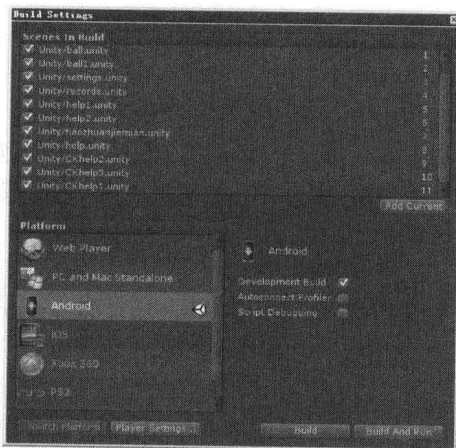 Build Settings
Scenes In Build
Unity/ball.unity 1
Unity/ball1.unity 2
Unity/settings.unity
Unity/records.unity 4
Unity/help1.unity 5
Unity/help2.unity 6
Unity/haozhuanjiemian.unity 7
Unity/help.unity 8
Unity/CKhelp2.unity 9
Unity/CKhelp3.unity 10
Unity/CKhelp1.unity 11
Add Current
Platform
Web Player
PC and Mac Standalone
Android
iOS
Xbox 360
PS3
Android
Development Build
Autoconnect Profiler
Script Debugging
Switch Platform
Player Settings...
Build
Build And Run